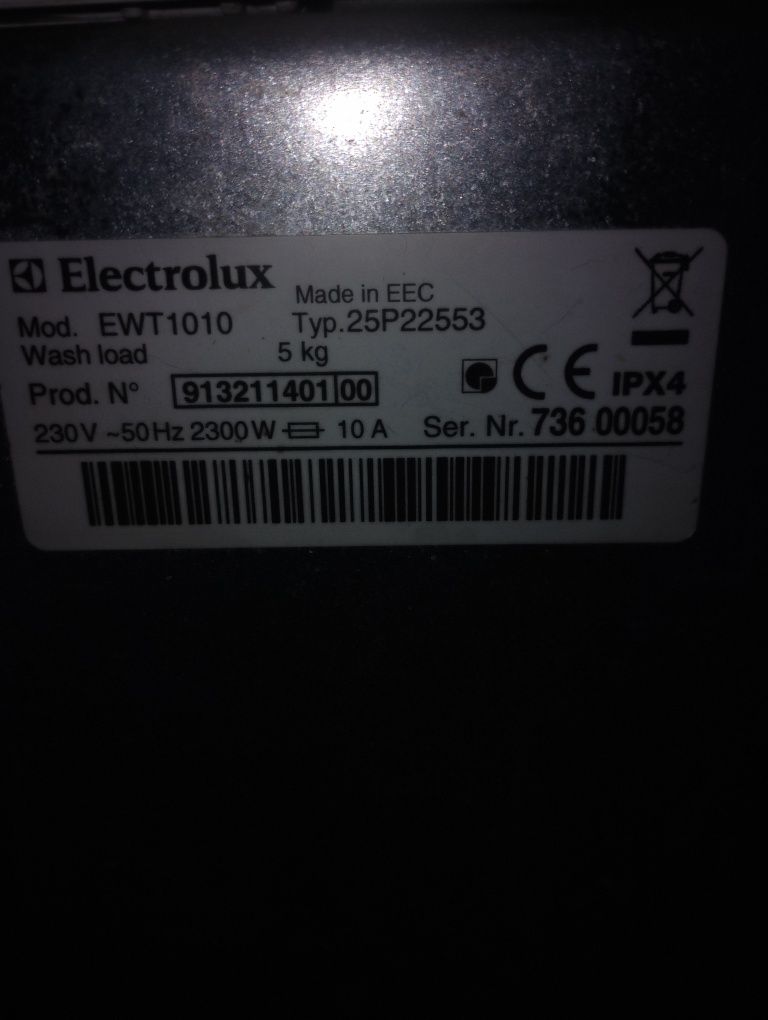 Electrolux
Made in EEC
Mod. EWT1010 Typ.25P22553
Wash load 5 kg
Prod. N° 913211401 00
CE IPX4
230V ~50Hz 2300W 10 A Ser. Nr. 736 00058